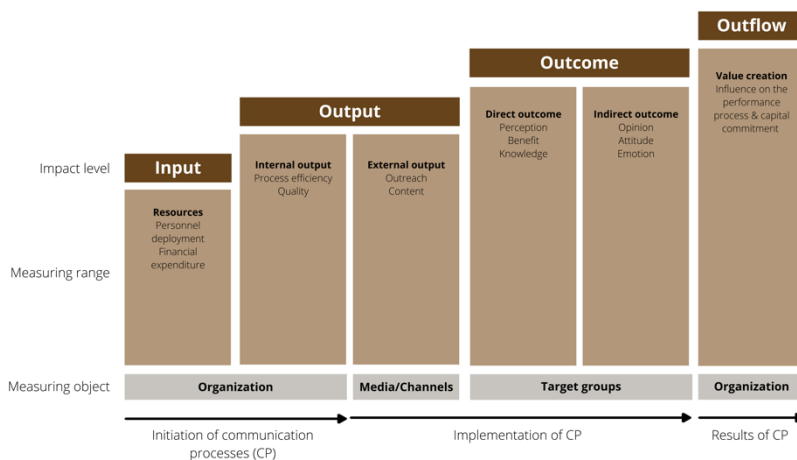 Outflow
Value creation
Influence on the
performance
process & capital
commitment
Outcome
Direct outcome
Perception
Benefit
Knowledge
Indirect outcome
Opinion
Attitude
Emotion
Output
Internal output
Process efficiency
Quality
External output
Outreach
Content
Impact level
Input
Resources
Personnel
deployment
Financial
expenditure
Measuring range
Measuring object
Organization
Media/Channels
Target groups
Organization
Initiation of communication
processes (CP)
Implementation of CP
Results of CP